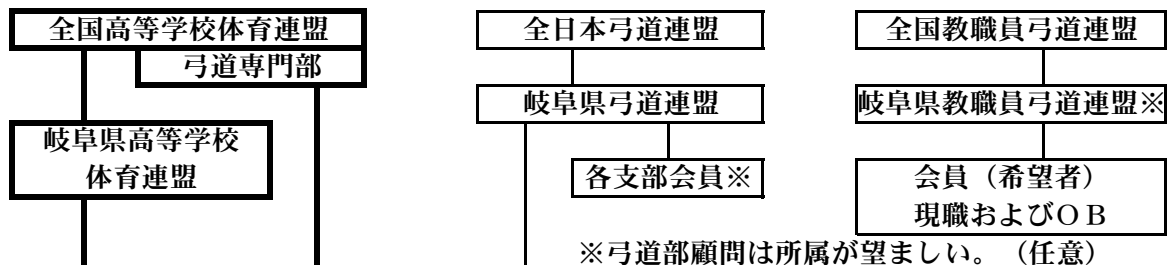 全国高等学校体育連盟
弓道専門部
岐阜県高等学校
体育連盟
全日本弓道連盟
岐阜県弓道連盟
各支部会員※
全国教職員弓道連盟
岐阜県教職員弓道連盟※
会員（希望者）
現職およびＯＢ
※弓道部顧問は所属が望ましい。（任意）